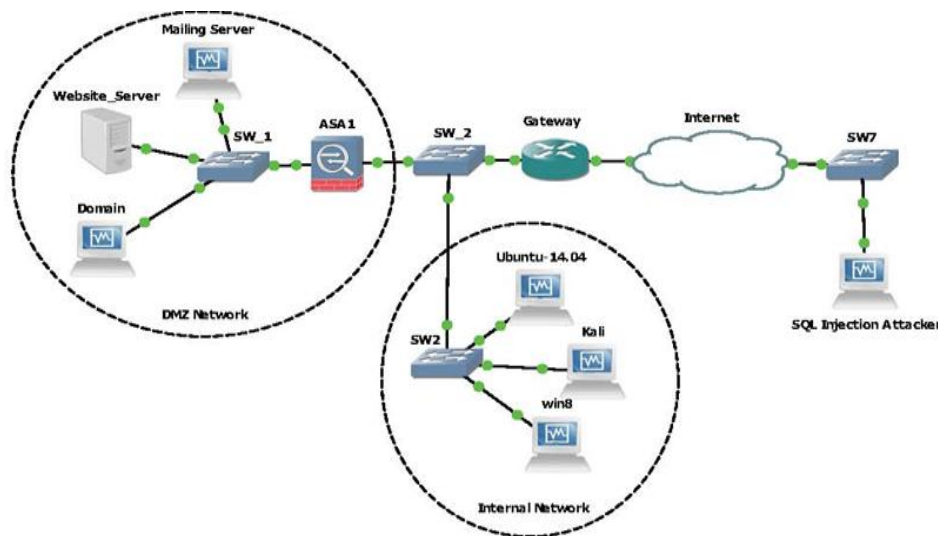 Mailing Server
Website_Server
SW_1
ASA1
SW_2
Gateway
Internet
SW7
Domain
DMZ Network
Ubuntu-14.04
SQL Injection Attacker
SW2
Kali
win8
Internal Network